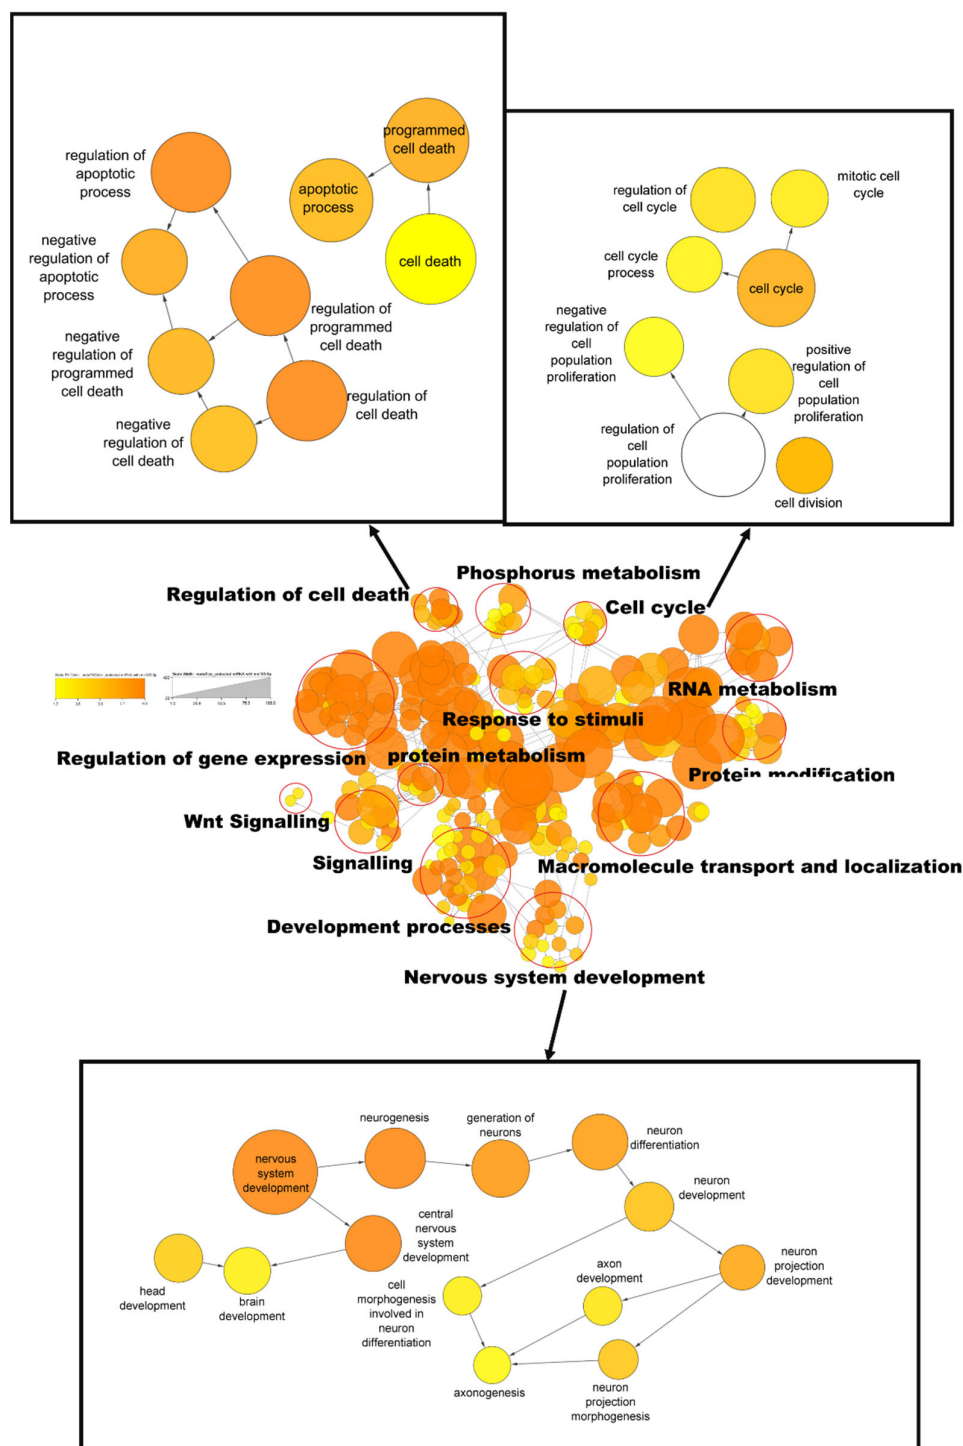 programmed
cell death
regulation of
apoptotic
process
apoptotic
process
negative
regulation of
apoptotic
process
cell death
regulation of
programmed
cell death
negative
regulation of
programmed
cell death
regulation
of cell death
negative
regulation of
cell death
mitotic cell
cycle
regulation of
cell cycle
cell cycle
process
cell cycle
negative
regulation of
cell
population
proliferation
positive
regulation of
cell
population
proliferation
regulation of
cell
population
proliferation
cell division
Phosphorus metabolism
Regulation of cell death
Cell cycle
RNA metabolism
Response to stimuli
Regulation of gene expression
protein metabolism
Protein modification
Wnt Signalling
Signalling
Macromolecule transport and localization
Development processes
Nervous system development
neurogenesis
generation of
neurons
neuron
differentiation
nervous
system
development
neuron
development
central
nervous
system
development
neuron
projection
development
axon
development
head
development
brain
development
cell
morphogenesis
involved in
neuron
differentiation
axonogenesis
neuron
projection
morphogenesis